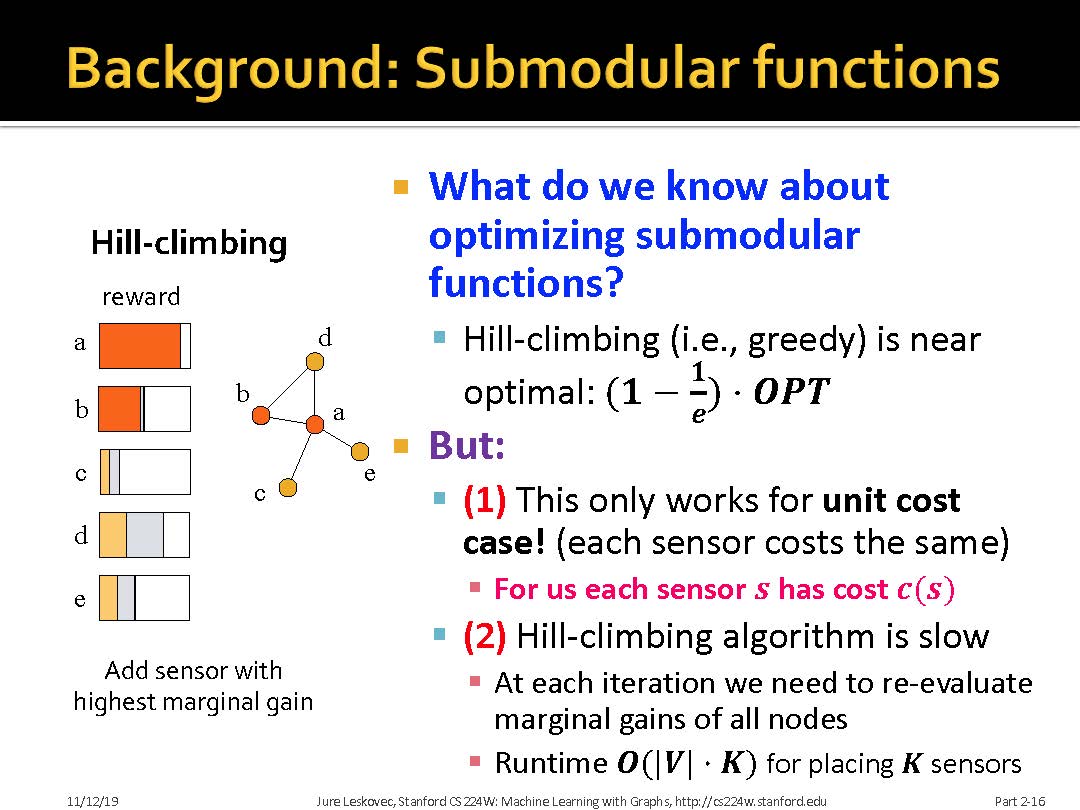 Background: Submodular functions
Hill-climbing
reward
a
b
c
d
e
d
b
a
e
c
Add sensor with
highest marginal gain
What do we know about
optimizing submodular
functions?
Hill-climbing (i.e., greedy) is near
optimal: (1 − 1/e) · OPT
But:
(1) This only works for unit cost
case! (each sensor costs the same)
For us each sensor s has cost c(s)
(2) Hill-climbing algorithm is slow
At each iteration we need to re-evaluate
marginal gains of all nodes
Runtime O(|V| · K) for placing K sensors
11/12/19
Jure Leskovec, Stanford CS224W: Machine Learning with Graphs, http://cs224w.stanford.edu
Part 2-16